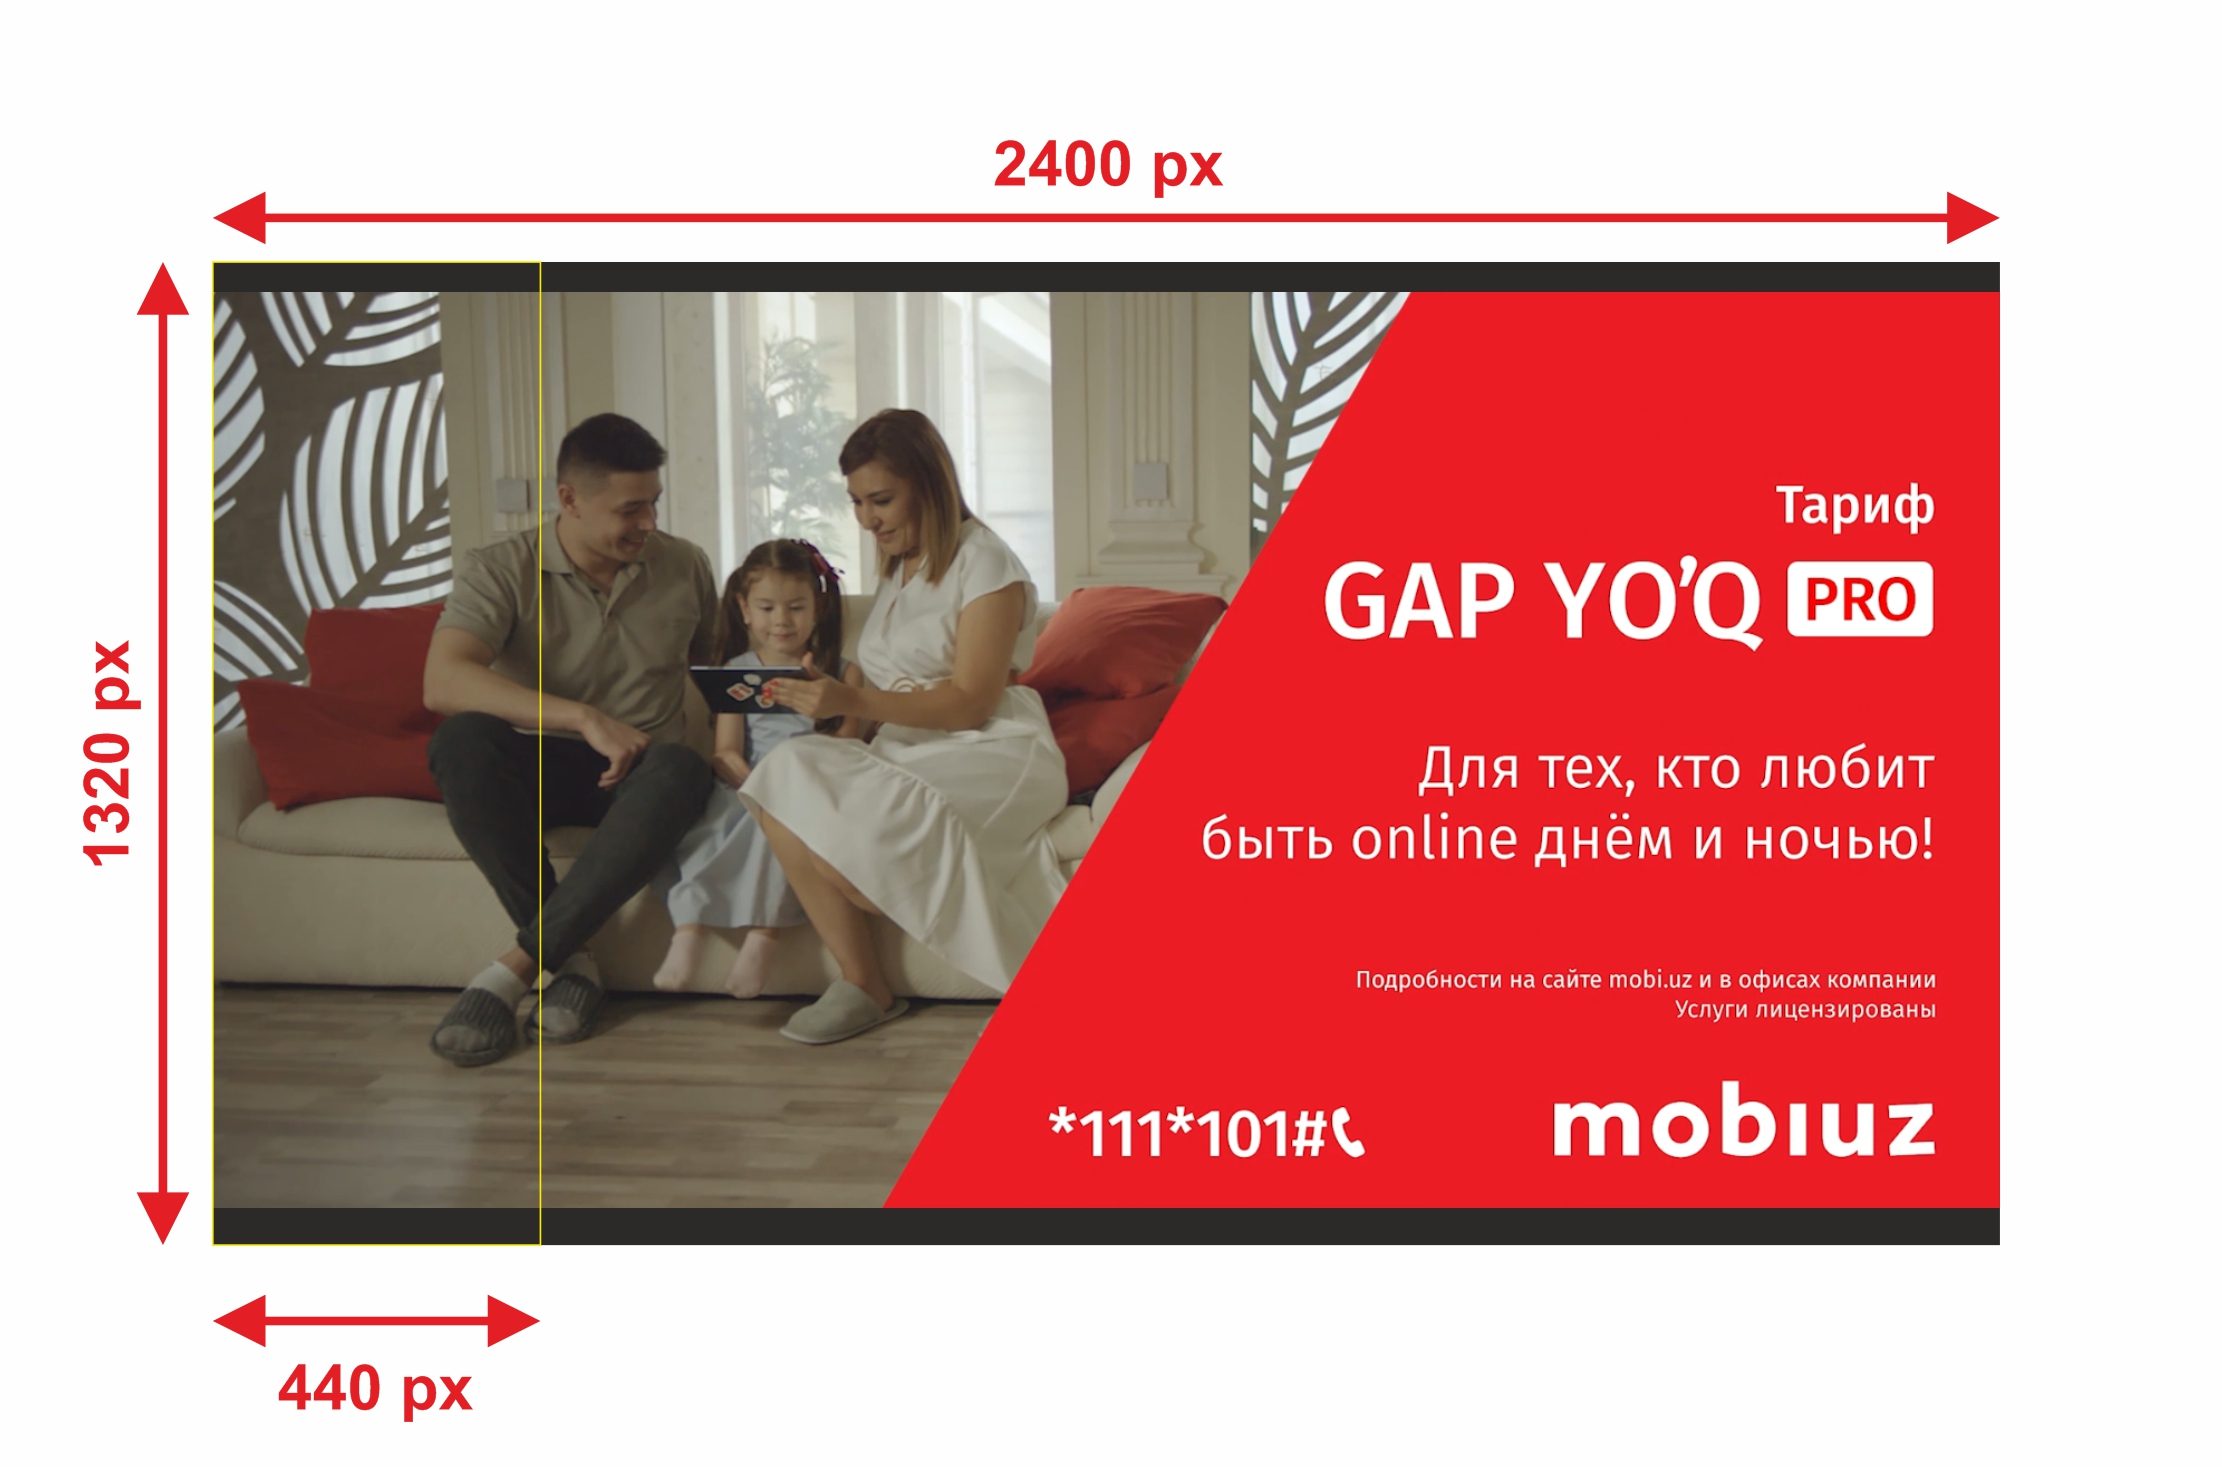 2400 px
1320 px
Тариф
GAP YO’Q PRO
Для тех, кто любит
быть online днём и ночью!
Подробности на сайте mobi.uz и в офисах компании
Услуги лицензированы
*111*101#
mobiuz
440 px